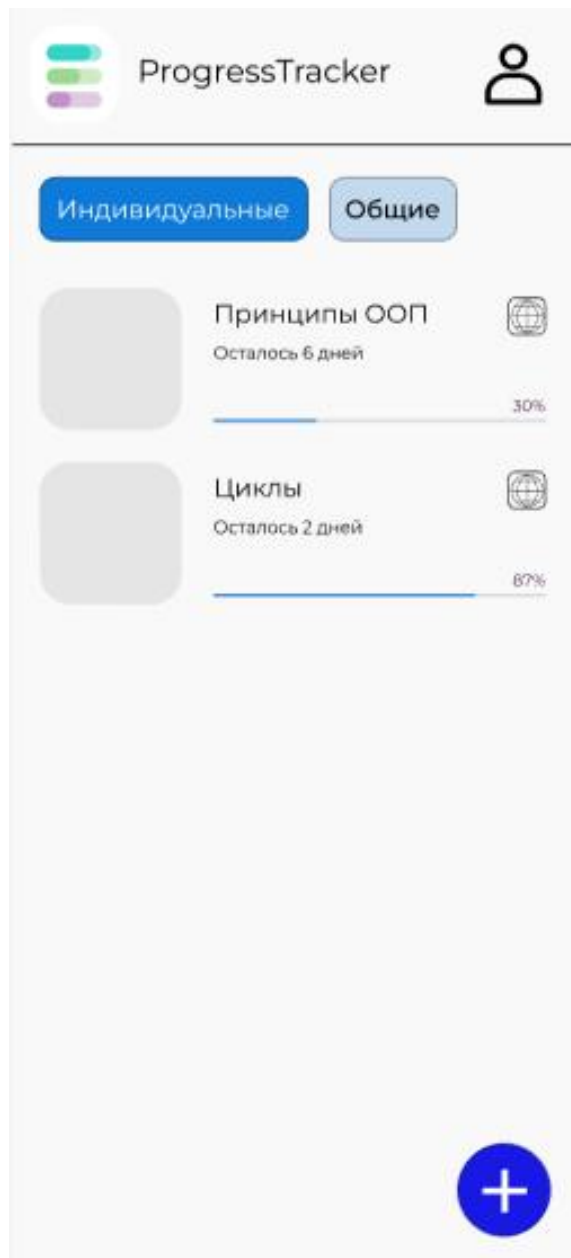 ProgressTracker
Индивидуальные
Общие
Принципы ООП
Осталось 6 дней
30%
Циклы
Осталось 2 дней
87%